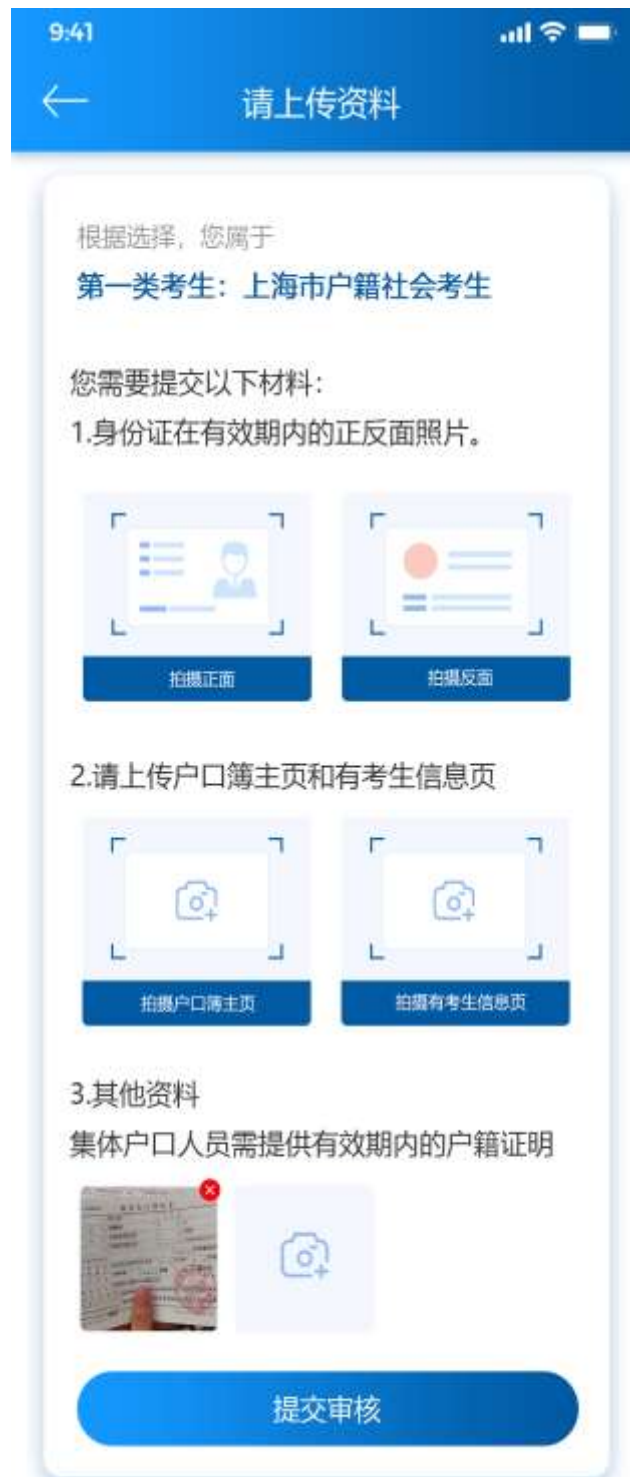 9:41
请上传资料
根据选择，您属于
第一类考生：上海市户籍社会考生
您需要提交以下材料：
1.身份证在有效期内的正反面照片。
拍摄正面 拍摄反面
2.请上传户口簿主页和有考生信息页
拍摄户口簿主页 拍摄有考生信息页
3.其他资料
集体户口人员需提供有效期内的户籍证明
提交审核